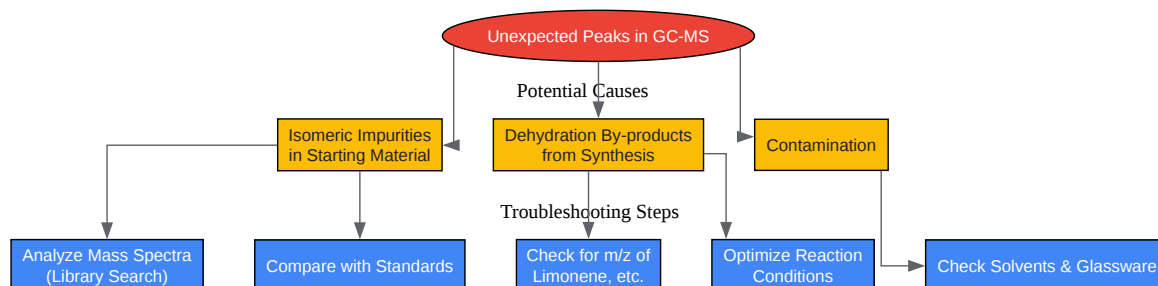 Unexpected Peaks in GC-MS
Potential Causes
Isomeric Impurities
in Starting Material
Dehydration By-products
from Synthesis
Contamination
Troubleshooting Steps
Analyze Mass Spectra
(Library Search)
Compare with Standards
Check for m/z of
Limonene, etc.
Optimize Reaction
Conditions
Check Solvents & Glassware